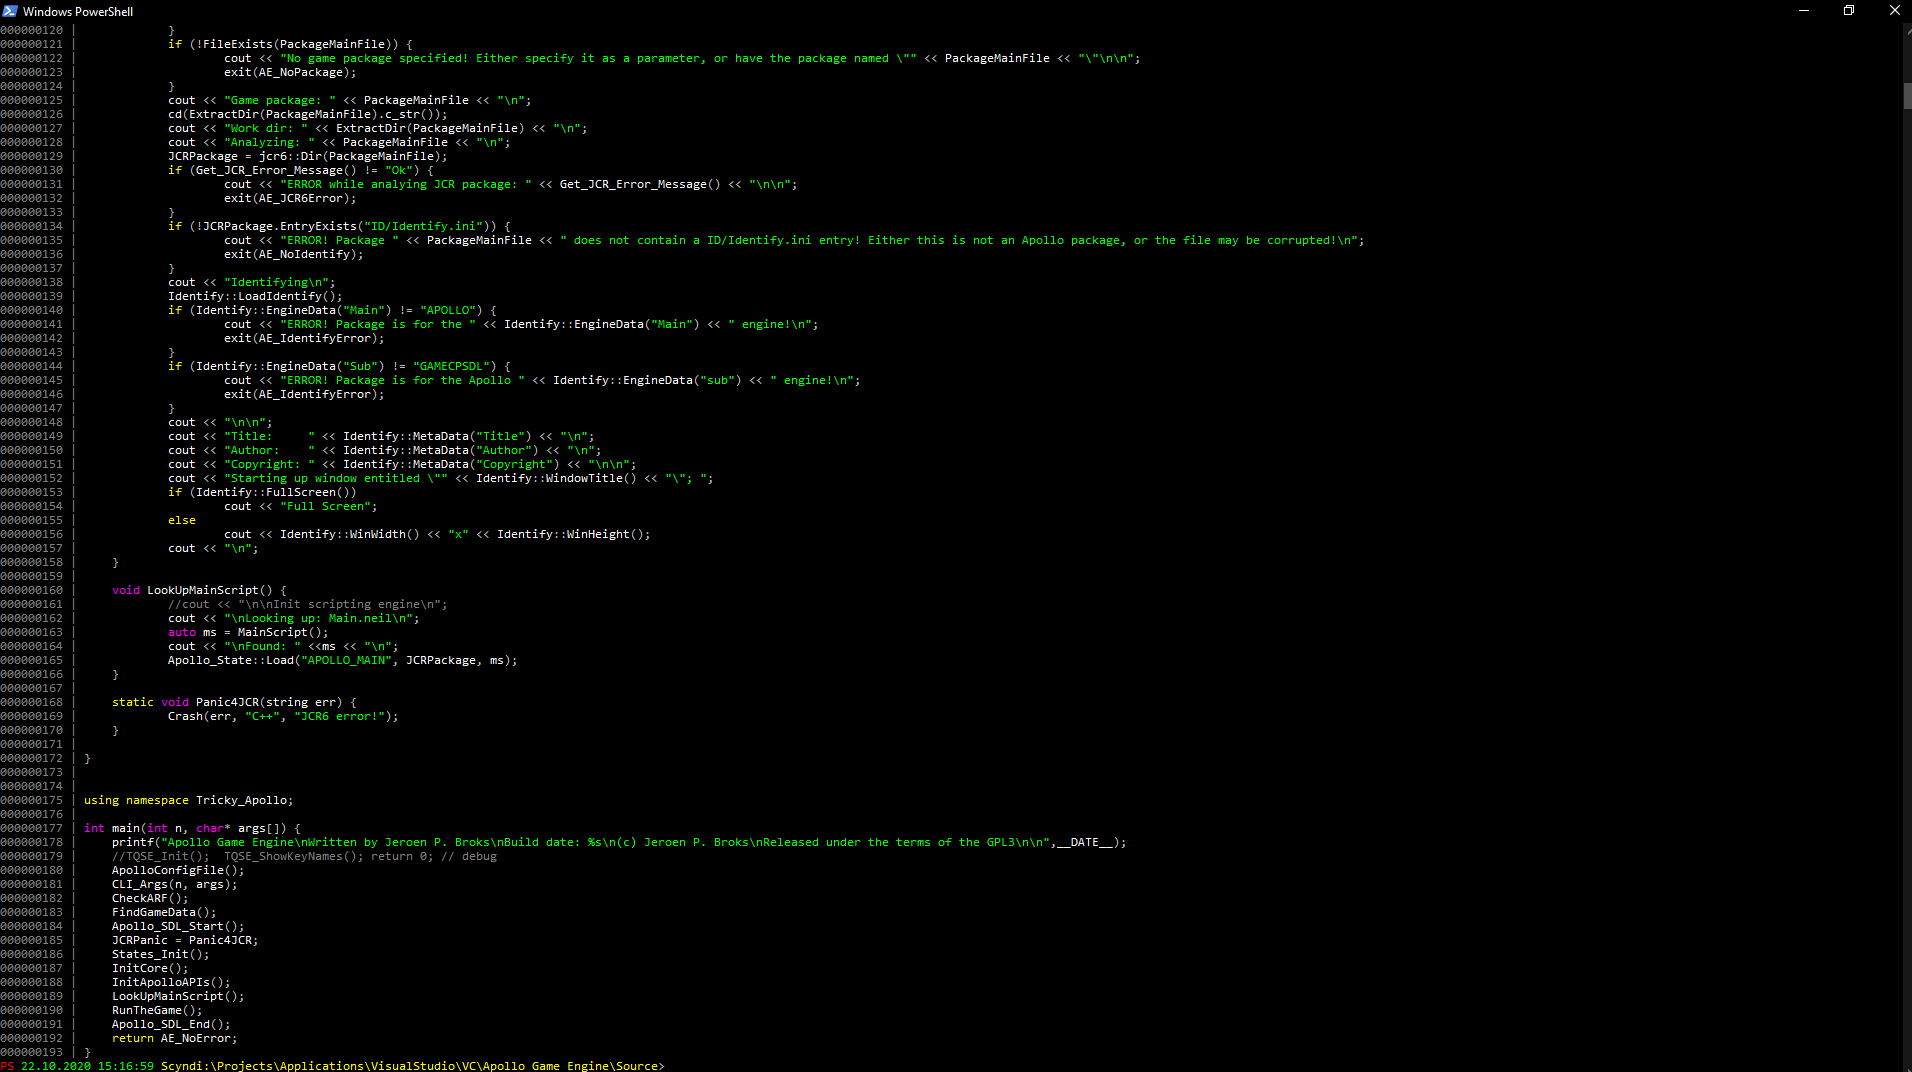 Windows PowerShell
000000120 |             }
000000121 |             if (!FileExists(PackageMainFile)) {
000000122 |                     cout << "No game package specified! Either specify it as a parameter, or have the package named \"" << PackageMainFile << "\"\n\n";
000000123 |                     exit(AE_NoPackage);
000000124 |             }
000000125 |             cout << "Game package: " << PackageMainFile << "\n";
000000126 |             cd(ExtractDir(PackageMainFile).c_str());
000000127 |             cout << "Work dir: " << ExtractDir(PackageMainFile) << "\n";
000000128 |             cout << "Analyzing: " << PackageMainFile << "\n";
000000129 |             JCRPackage = jcr6::Dir(PackageMainFile);
000000130 |             if (Get_JCR_Error_Message() != "Ok") {
000000131 |                     cout << "ERROR while analying JCR package: " << Get_JCR_Error_Message() << "\n\n";
000000132 |                     exit(AE_JCR6Error);
000000133 |             }
000000134 |             if (!JCRPackage.EntryExists("ID/Identify.ini")) {
000000135 |                     cout << "ERROR! Package " << PackageMainFile << " does not contain a ID/Identify.ini entry! Either this is not an Apollo package, or the file may be corrupted!\n";
000000136 |                     exit(AE_NoIdentify);
000000137 |             }
000000138 |             cout << "Identifying\n";
000000139 |             Identify::LoadIdentify();
000000140 |             if (Identify::EngineData("Main") != "APOLLO") {
000000141 |                     cout << "ERROR! Package is for the " << Identify::EngineData("Main") << " engine!\n";
000000142 |                     exit(AE_IdentifyError);
000000143 |             }
000000144 |             if (Identify::EngineData("Sub") != "GAMECPSDL") {
000000145 |                     cout << "ERROR! Package is for the Apollo " << Identify::EngineData("sub") << " engine!\n";
000000146 |                     exit(AE_IdentifyError);
000000147 |             }
000000148 |             cout << "\n\n";
000000149 |             cout << "Title:     " << Identify::MetaData("Title") << "\n";
000000150 |             cout << "Author:    " << Identify::MetaData("Author") << "\n";
000000151 |             cout << "Copyright: " << Identify::MetaData("Copyright") << "\n\n";
000000152 |             cout << "Starting up window entitled \"" << Identify::WindowTitle() << "\"; ";
000000153 |             if (Identify::FullScreen())
000000154 |                     cout << "Full Screen";
000000155 |             else
000000156 |                     cout << Identify::WinWidth() << "x" << Identify::WinHeight();
000000157 |             cout << "\n";
000000158 |     }
000000159 |
000000160 |     void LookUpMainScript() {
000000161 |             //cout << "\n\nInit scripting engine\n";
000000162 |             cout << "\nLooking up: Main.neil\n";
000000163 |             auto ms = MainScript();
000000164 |             cout << "\nFound: " <<ms << "\n";
000000165 |             Apollo_State::Load("APOLLO_MAIN", JCRPackage, ms);
000000166 |     }
000000167 |
000000168 |     static void Panic4JCR(string err) {
000000169 |             Crash(err, "C++", "JCR6 error!");
000000170 |     }
000000171 |
000000172 | }
000000173 |
000000174 |
000000175 | using namespace Tricky_Apollo;
000000176 |
000000177 | int main(int n, char* args[]) {
000000178 |     printf("Apollo Game Engine\nWritten by Jeroen P. Broks\nBuild date: %s\n(c) Jeroen P. Broks\nReleased under the terms of the GPL3\n\n",__DATE__);
000000179 |     //TQSE_Init();  TQSE_ShowKeyNames(); return 0; // debug
000000180 |     ApolloConfigFile();
000000181 |     CLI_Args(n, args);
000000182 |     CheckARF();
000000183 |     FindGameData();
000000184 |     Apollo_SDL_Start();
000000185 |     JCRPanic = Panic4JCR;
000000186 |     States_Init();
000000187 |     InitCore();
000000188 |     InitApolloAPIs();
000000189 |     LookUpMainScript();
000000190 |     RunTheGame();
000000191 |     Apollo_SDL_End();
000000192 |     return AE_NoError;
000000193 | }
PS 22.10.2020 15:16:59 Scyndi:\Projects\Applications\VisualStudio\VC\Apollo Game Engine\Source>